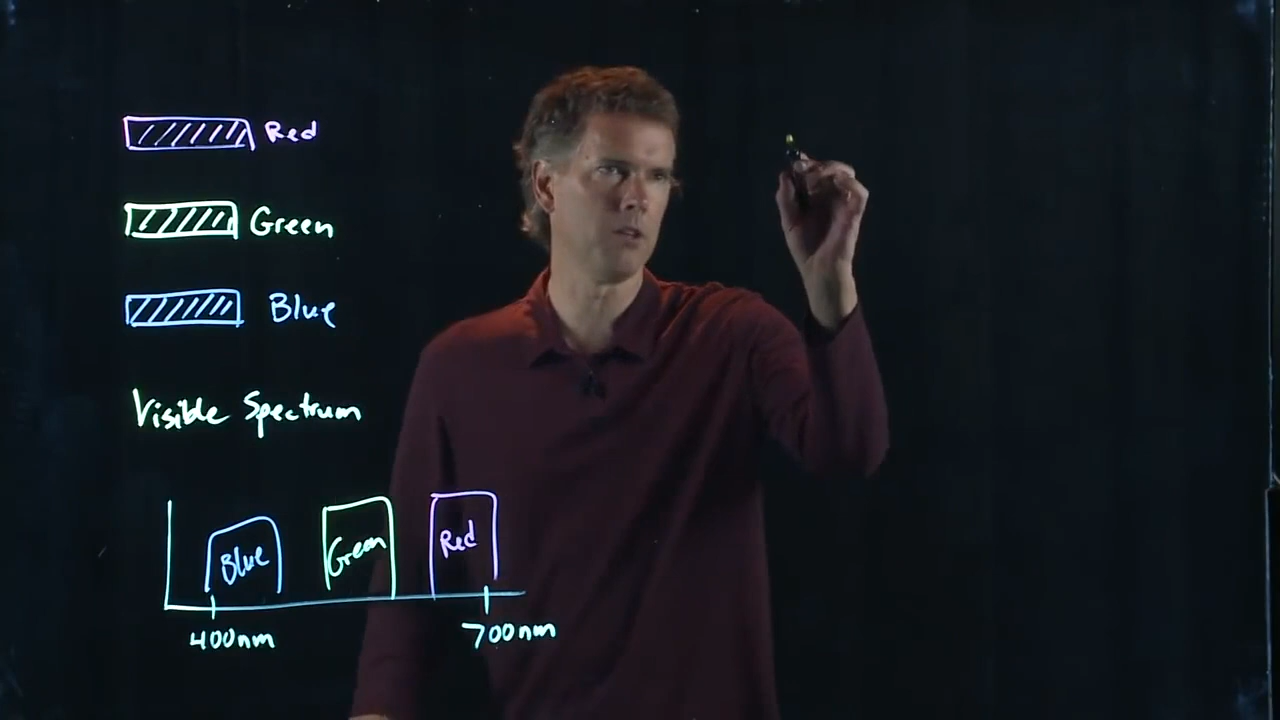 Red
Green
Blue
Visible Spectrum
Blue Green Red
400nm 700nm